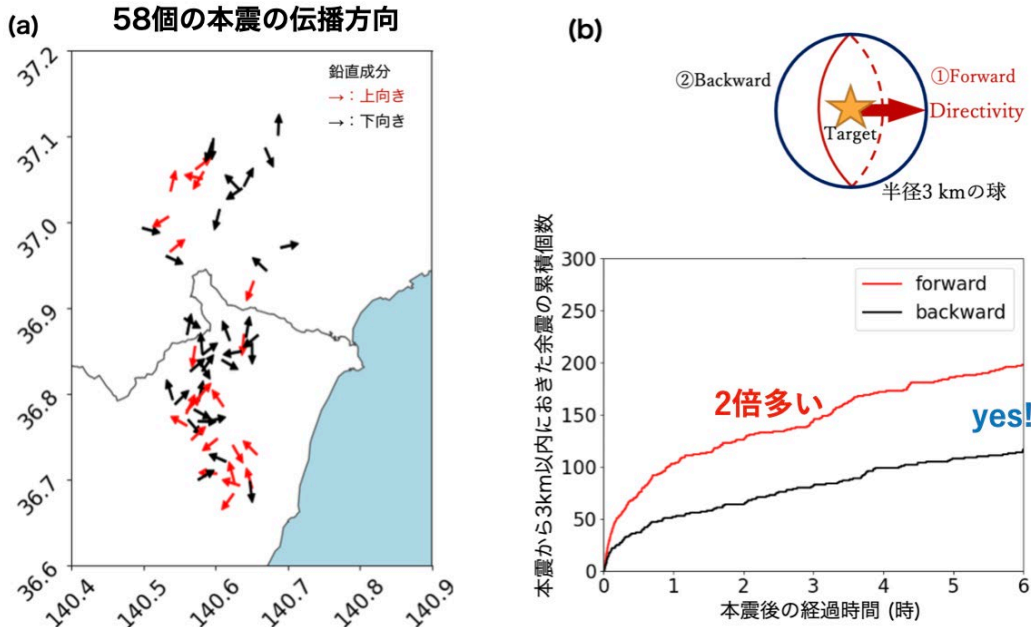 (a)
58個の本震の伝播方向
鉛直成分
→：上向き
→：下向き
37.2
37.1
37.0
36.9
36.8
36.7
36.6
140.4
140.5
140.6
140.7
140.8
140.9
(b)
②Backward
①Forward
Directivity
Target
半径3 kmの球
本震から3km以内におきた余震の累積個数
300
250
200
150
100
50
0
forward
backward
2倍多い
yes!
0
1
2
3
4
5
6
本震後の経過時間 (時)